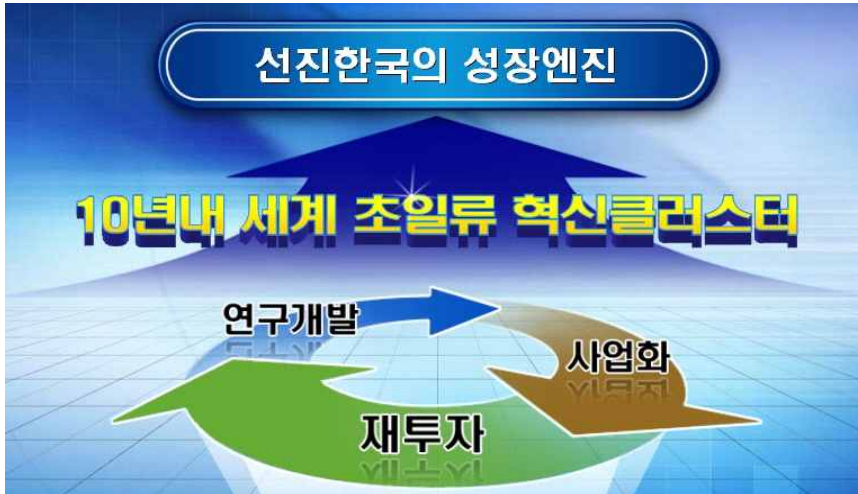 선진한국의 성장엔진
10년내 세계 초일류 혁신클러스터
연구개발
사업화
재투자